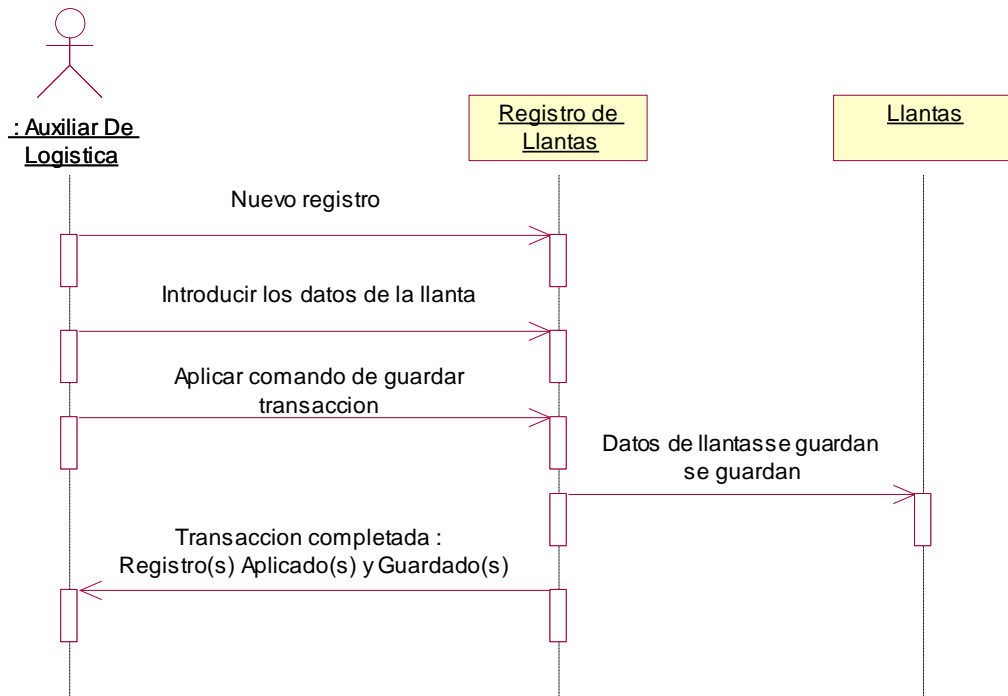 : Auxiliar De
Logistica
Registro de
Llantas
Llantas
Nuevo registro
Introducir los datos de la llanta
Aplicar comando de guardar
transaccion
Datos de llantasse guardan
se guardan
Transaccion completada :
Registro(s) Aplicado(s) y Guardado(s)